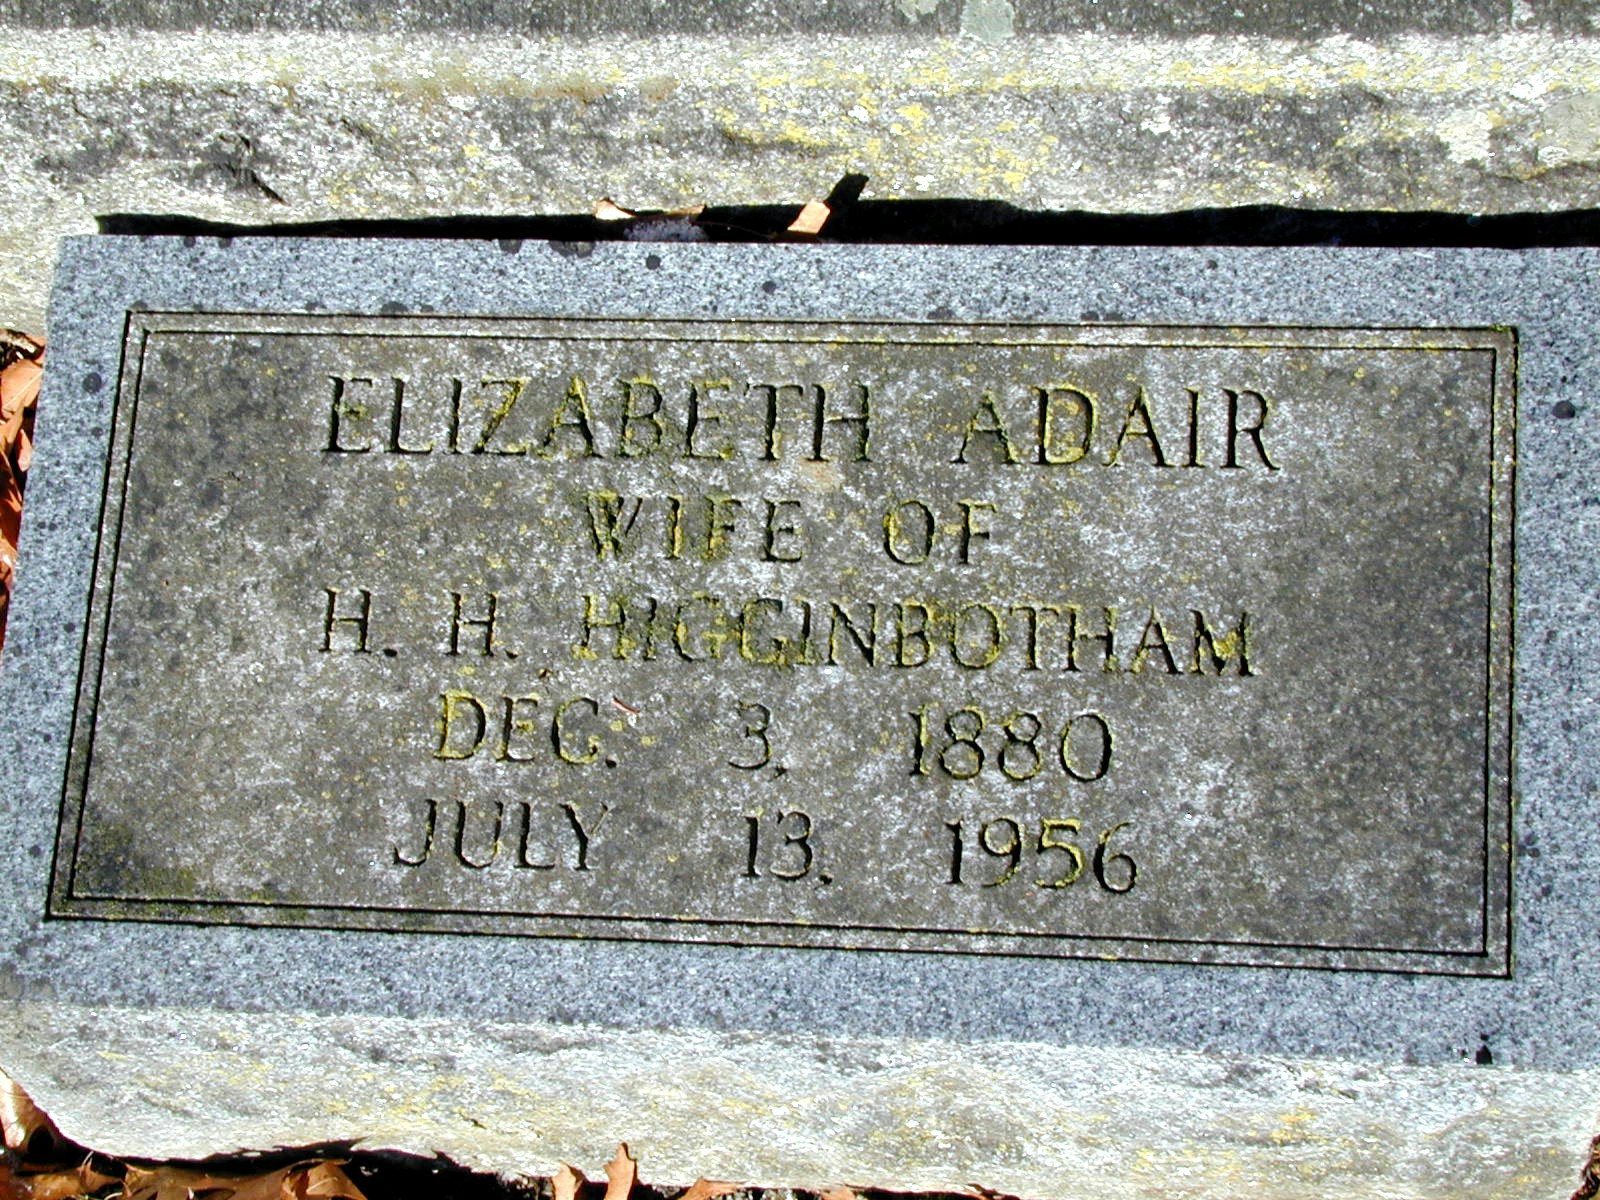 ELIZABETH ADAIR
WIFE OF
H. H. HIGGINBOTHAM
DEC. 3, 1880
JULY 13. 1956